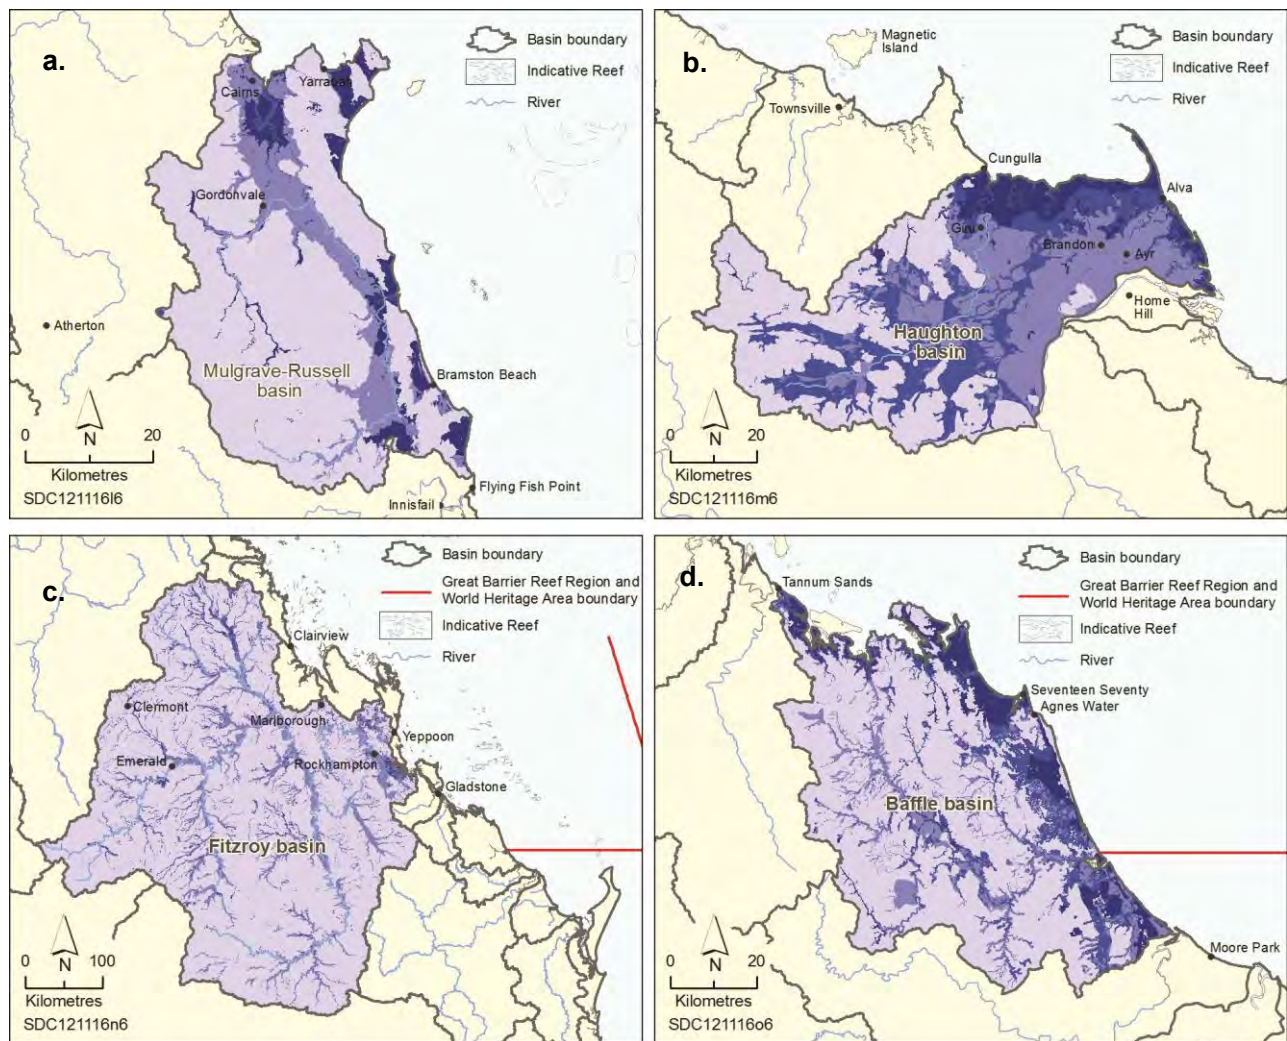 a.
Basin boundary
Indicative Reef
River
Yarrabah
Cairns
Gordonvale
Atherton
Mulgrave-Russell
basin
Bramston Beach
0 20
N
Kilometres
SDC121116l6
Flying Fish Point
Innisfail
b.
Magnetic
Island
Basin boundary
Indicative Reef
River
Townsville
Cungulla
Alva
Giru
Brandon
Ayr
Home
Hill
Haughton
basin
0 20
N
Kilometres
SDC121116m6
c.
Basin boundary
Great Barrier Reef Region and
World Heritage Area boundary
Indicative Reef
River
Clairview
Clermont
Marlborough
Yeppoon
Emerald
Rockhampton
Gladstone
Fitzroy basin
0 100
N
Kilometres
SDC121116n6
d.
Basin boundary
Great Barrier Reef Region and
World Heritage Area boundary
Indicative Reef
River
Tannum Sands
Seventeen Seventy
Agnes Water
Baffle basin
Moore Park
0 20
N
Kilometres
SDC121116o6